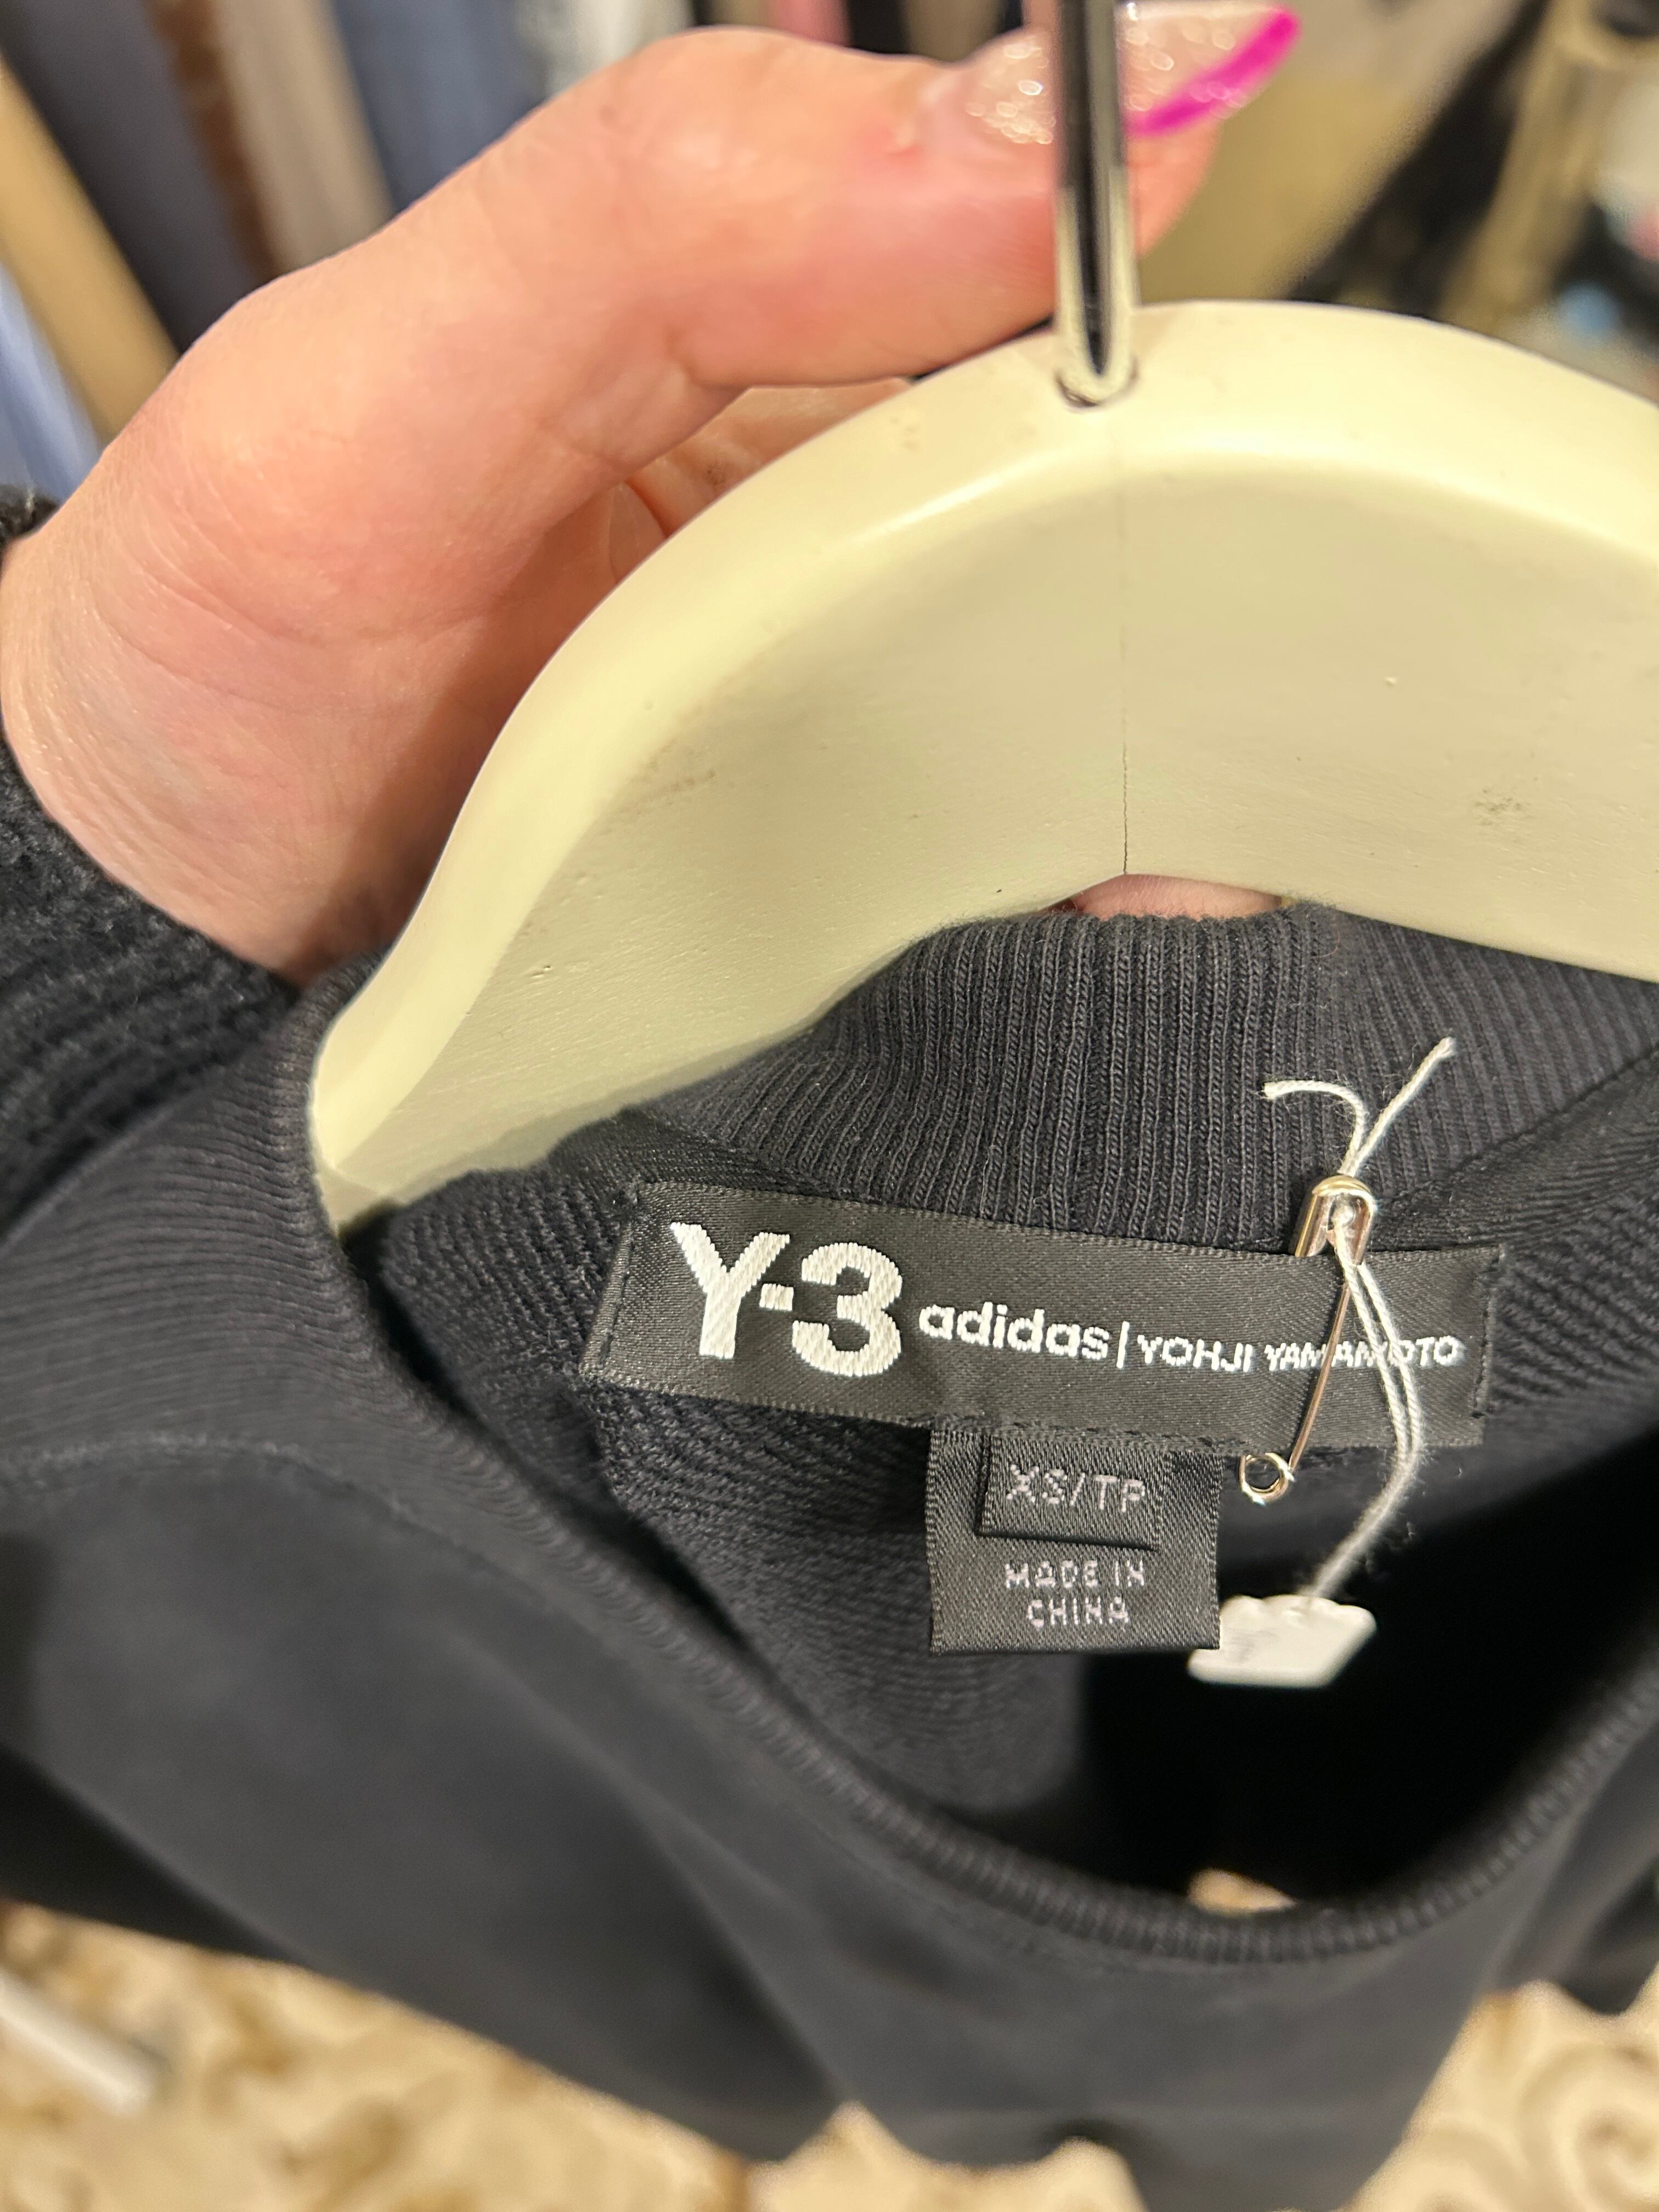 Y-3 adidas | YOHJI YAMAMOTO
XS/TP
MADE IN
CHINA